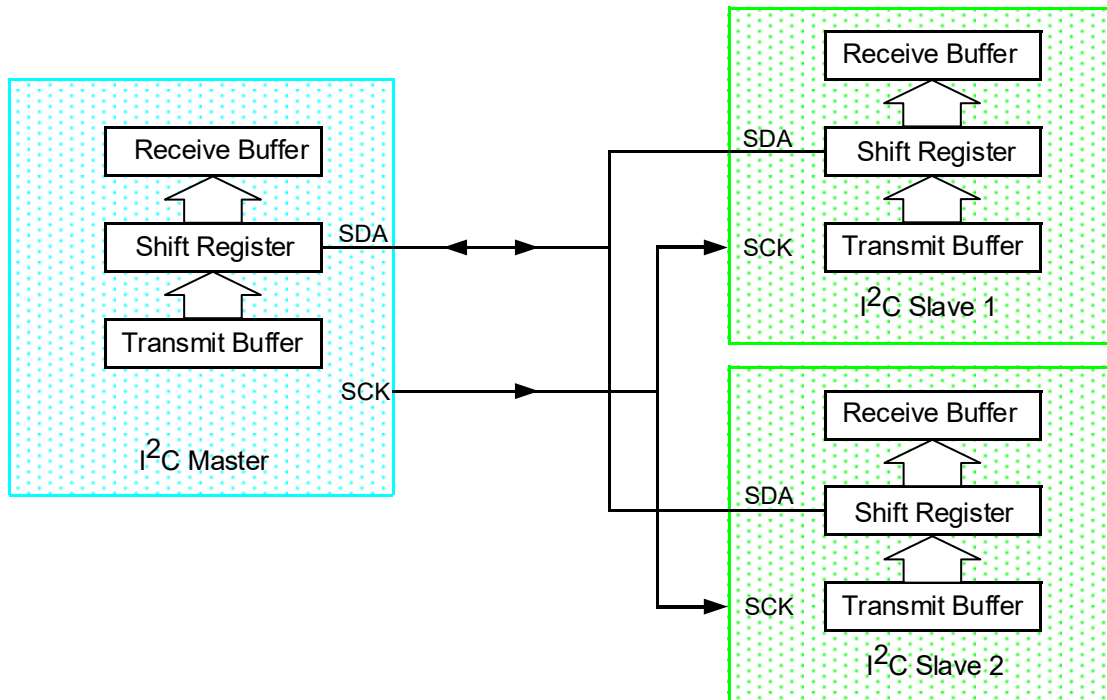 Receive Buffer
Shift Register
SDA
Transmit Buffer
SCK
I²C Master
Receive Buffer
SDA
Shift Register
SCK
Transmit Buffer
I²C Slave 1
Receive Buffer
SDA
Shift Register
SCK
Transmit Buffer
I²C Slave 2